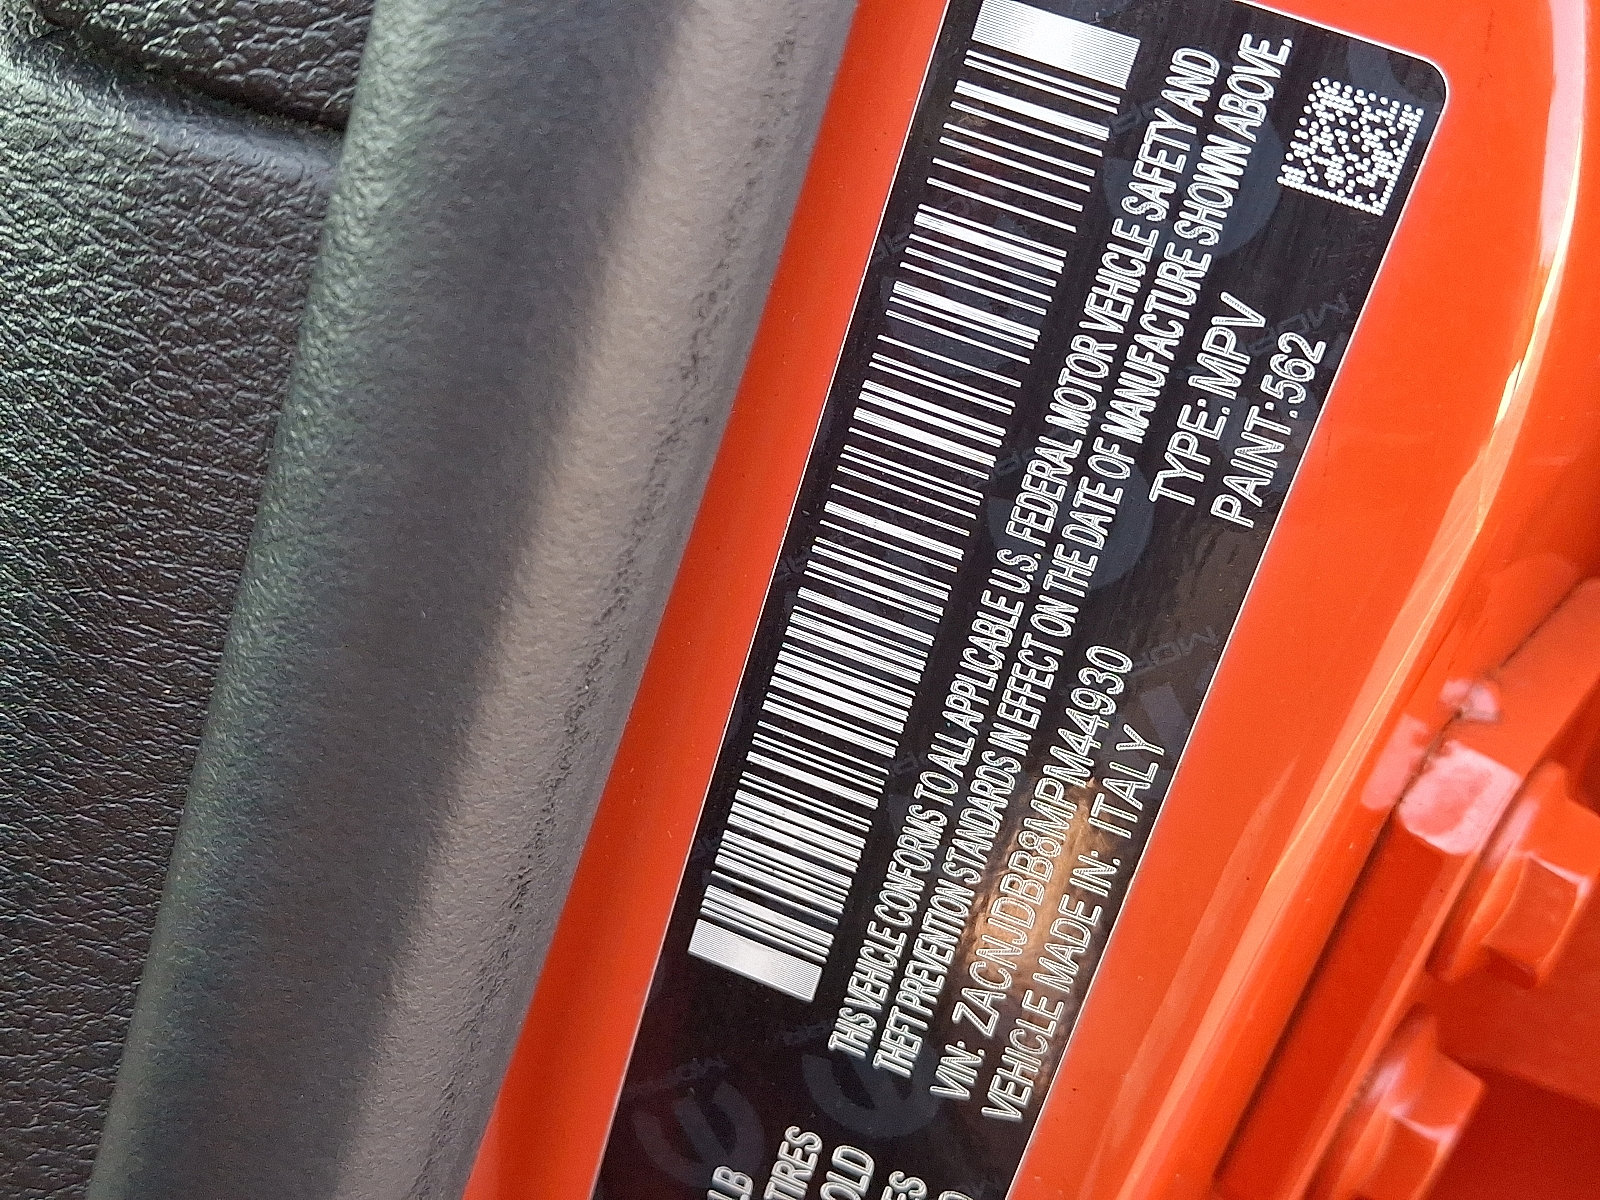 THIS VEHICLE CONFORMS TO ALL APPLICABLE U.S. FEDERAL MOTOR VEHICLE SAFETY AND
THEFT PREVENTION STANDARDS IN EFFECT ON THE DATE OF MANUFACTURE SHOWN ABOVE.
VIN: ZACNJDBB8MPM44930 TYPE: MPV
VEHICLE MADE IN: ITALY PAINT: 562
LB
TIRES
OLD
ES